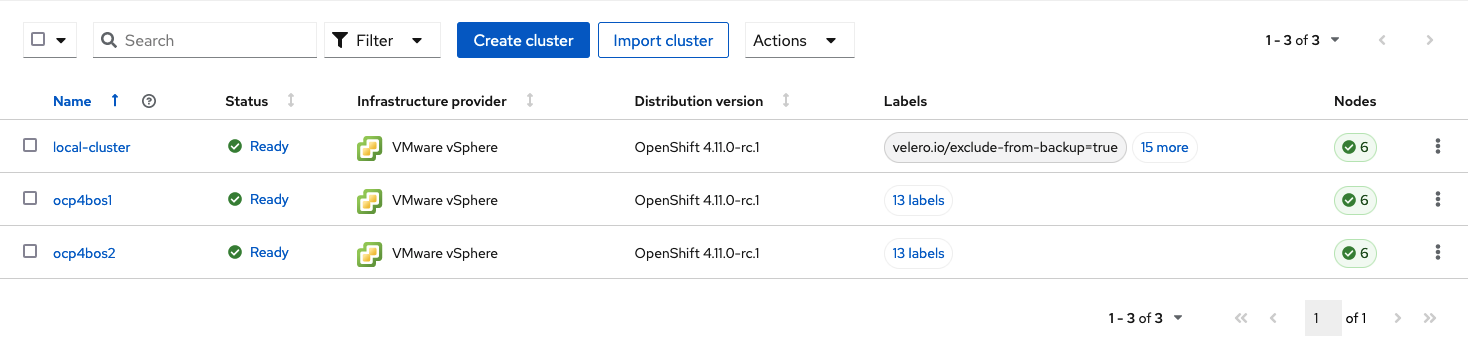 Search Filter Create cluster Import cluster Actions 1 - 3 of 3
Name Status Infrastructure provider Distribution version Labels Nodes
local-cluster Ready VMware vSphere OpenShift 4.11.0-rc.1 velero.io/exclude-from-backup=true 15 more 6
ocp4bos1 Ready VMware vSphere OpenShift 4.11.0-rc.1 13 labels 6
ocp4bos2 Ready VMware vSphere OpenShift 4.11.0-rc.1 13 labels 6
1 - 3 of 3 1 of 1